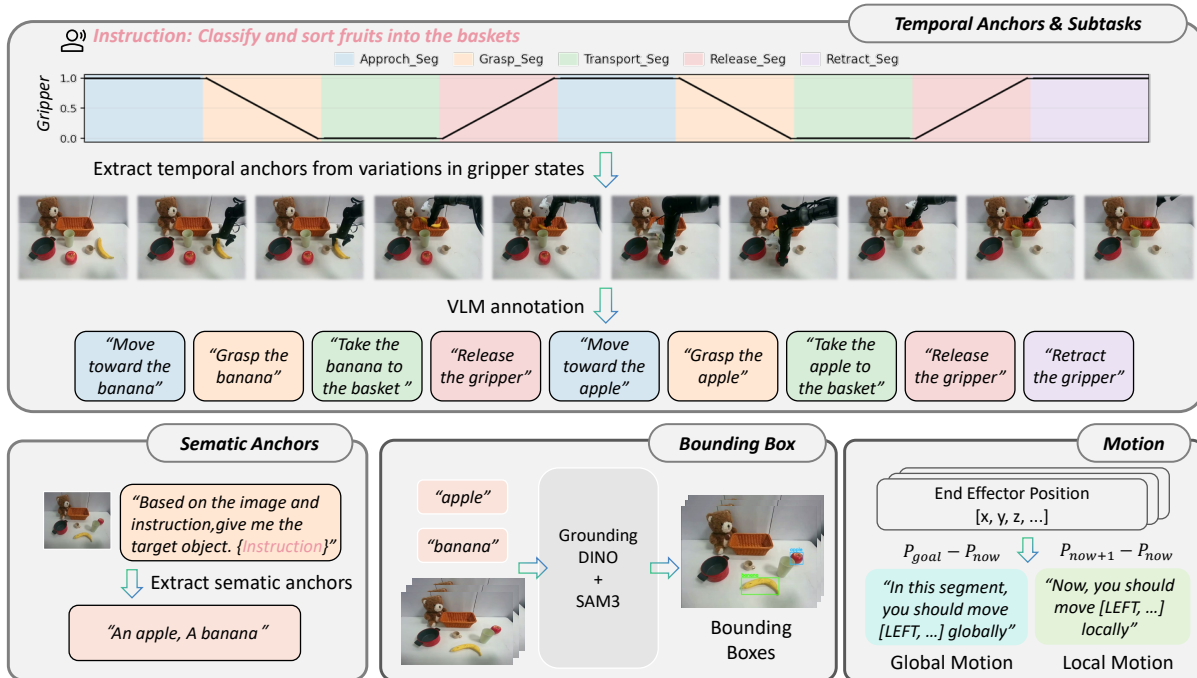 Temporal Anchors & Subtasks
Instruction: Classify and sort fruits into the baskets
Approch_Seg Grasp_Seg Transport_Seg Release_Seg Retract_Seg
Gripper
1.0
0.5
0.0
Extract temporal anchors from variations in gripper states
VLM annotation
“Move
toward the
banana”
“Grasp the
banana”
“Take the
banana to
the basket ”
“Release
the gripper”
“Move
toward the
apple”
“Grasp the
apple”
“Take the
apple to
the basket”
“Release
the gripper”
“Retract
the gripper”
Sematic Anchors
“Based on the image and
instruction,give me the
target object. {Instruction}”
Extract sematic anchors
“An apple, A banana ”
Bounding Box
“apple”
“banana”
Grounding
DINO
+
SAM3
Bounding
Boxes
Motion
End Effector Position
[x, y, z, ...]
P_goal − P_now
P_now+1 − P_now
“In this segment,
you should move
[LEFT, …] globally”
Global Motion
“Now, you should
move [LEFT, …]
locally”
Local Motion